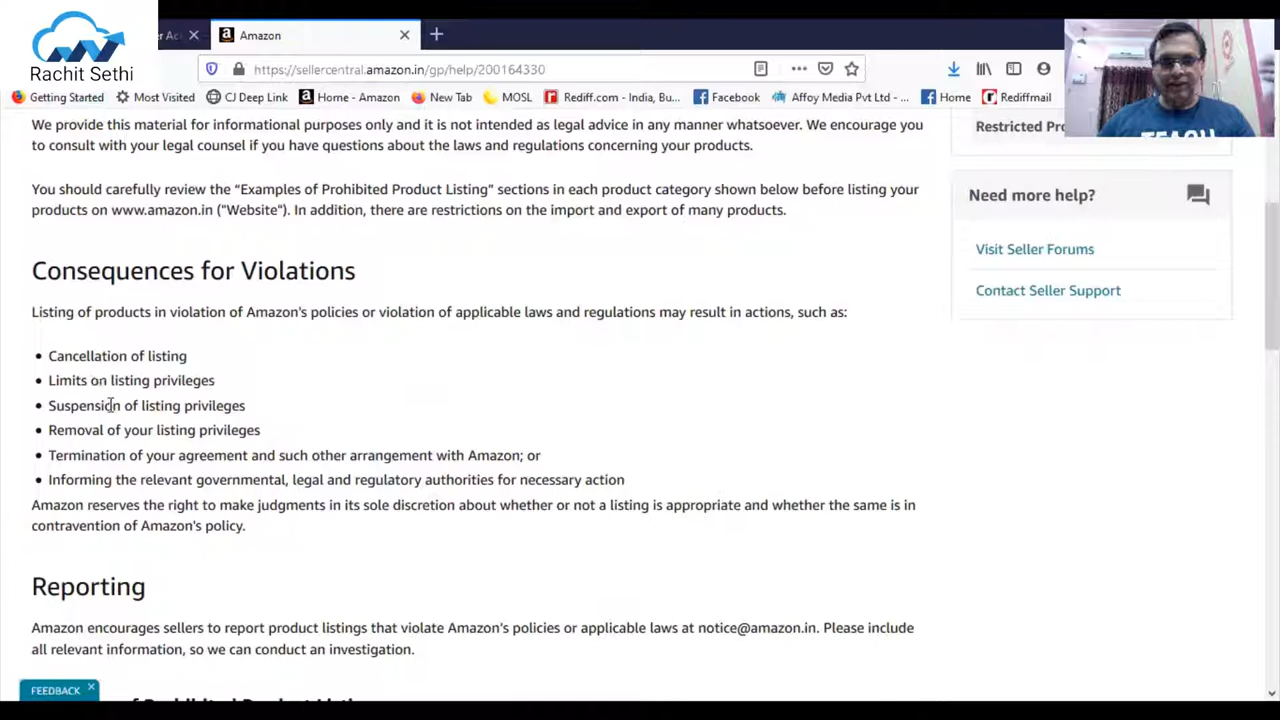 Rachit Sethi
er Ac
Amazon
https://sellercentral.amazon.in/gp/help/200164330
Getting Started
Most Visited
CJ Deep Link
Home - Amazon
New Tab
MOSL
Rediff.com - India, Bu...
Facebook
Affoy Media Pvt Ltd - ...
Home
Rediffmail
TEACH
We provide this material for informational purposes only and it is not intended as legal advice in any manner whatsoever. We encourage you
to consult with your legal counsel if you have questions about the laws and regulations concerning your products.
You should carefully review the “Examples of Prohibited Product Listing” sections in each product category shown below before listing your
products on www.amazon.in ("Website"). In addition, there are restrictions on the import and export of many products.
Consequences for Violations
Listing of products in violation of Amazon's policies or violation of applicable laws and regulations may result in actions, such as:
• Cancellation of listing
• Limits on listing privileges
• Suspension of listing privileges
• Removal of your listing privileges
• Termination of your agreement and such other arrangement with Amazon; or
• Informing the relevant governmental, legal and regulatory authorities for necessary action
Amazon reserves the right to make judgments in its sole discretion about whether or not a listing is appropriate and whether the same is in
contravention of Amazon's policy.
Reporting
Amazon encourages sellers to report product listings that violate Amazon's policies or applicable laws at notice@amazon.in. Please include
all relevant information, so we can conduct an investigation.
FEEDBACK
Restricted Pro
Need more help?
Visit Seller Forums
Contact Seller Support